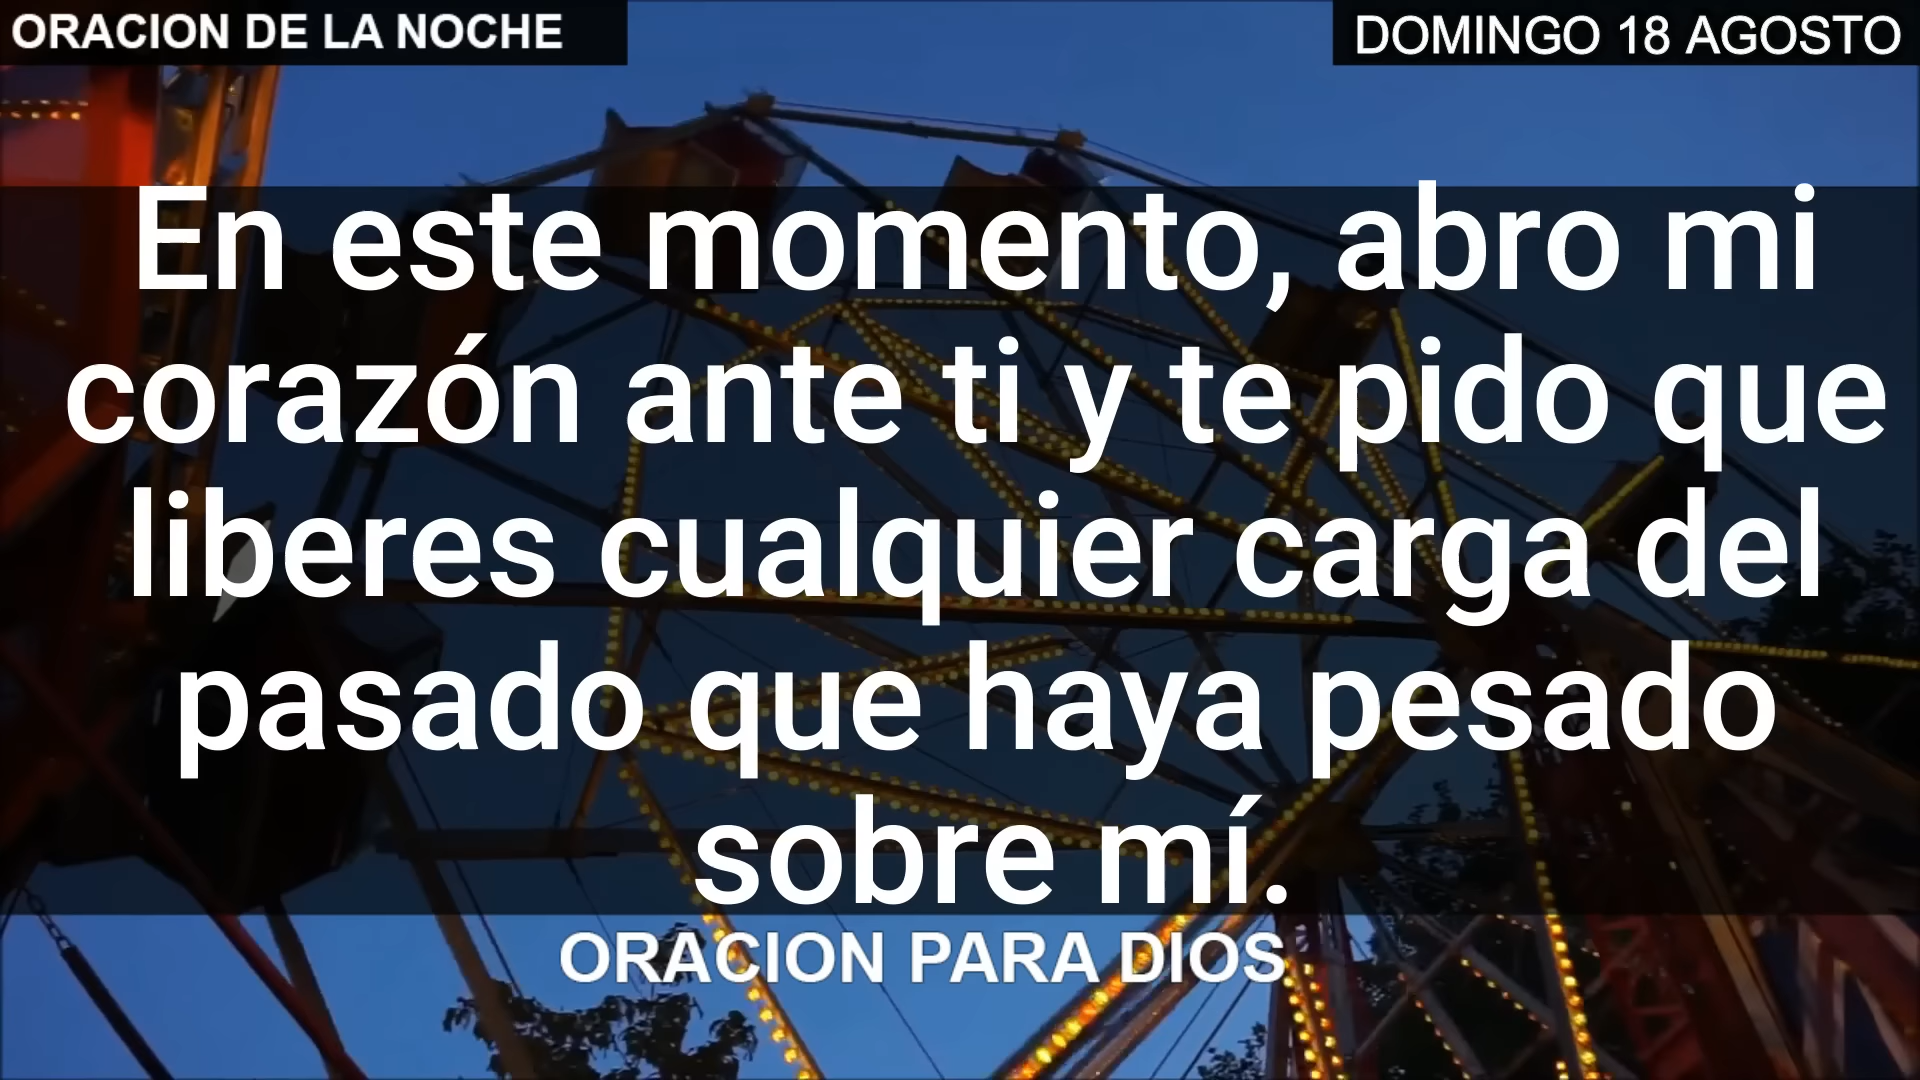 ORACION DE LA NOCHE
DOMINGO 18 AGOSTO
En este momento, abro mi
corazón ante ti y te pido que
liberes cualquier carga del
pasado que haya pesado
sobre mí.
ORACION PARA DIOS